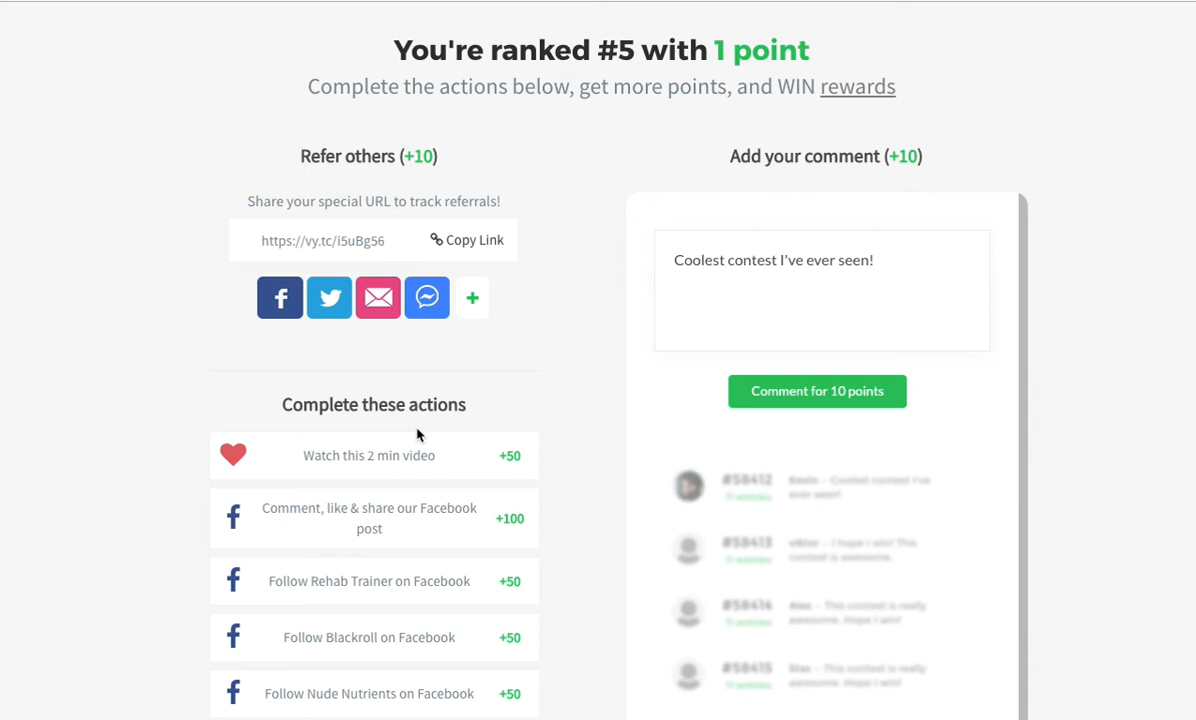 You're ranked #5 with 1 point
Complete the actions below, get more points, and WIN rewards
Refer others (+10)
Share your special URL to track referrals!
https://vy.tc/i5uBg56
Copy Link
Complete these actions
Watch this 2 min video +50
Comment, like & share our Facebook
post
+100
Follow Rehab Trainer on Facebook +50
Follow Blackroll on Facebook +50
Follow Nude Nutrients on Facebook +50
Add your comment (+10)
Coolest contest I've ever seen!
Comment for 10 points
#58412
#58413
#58414
#58415